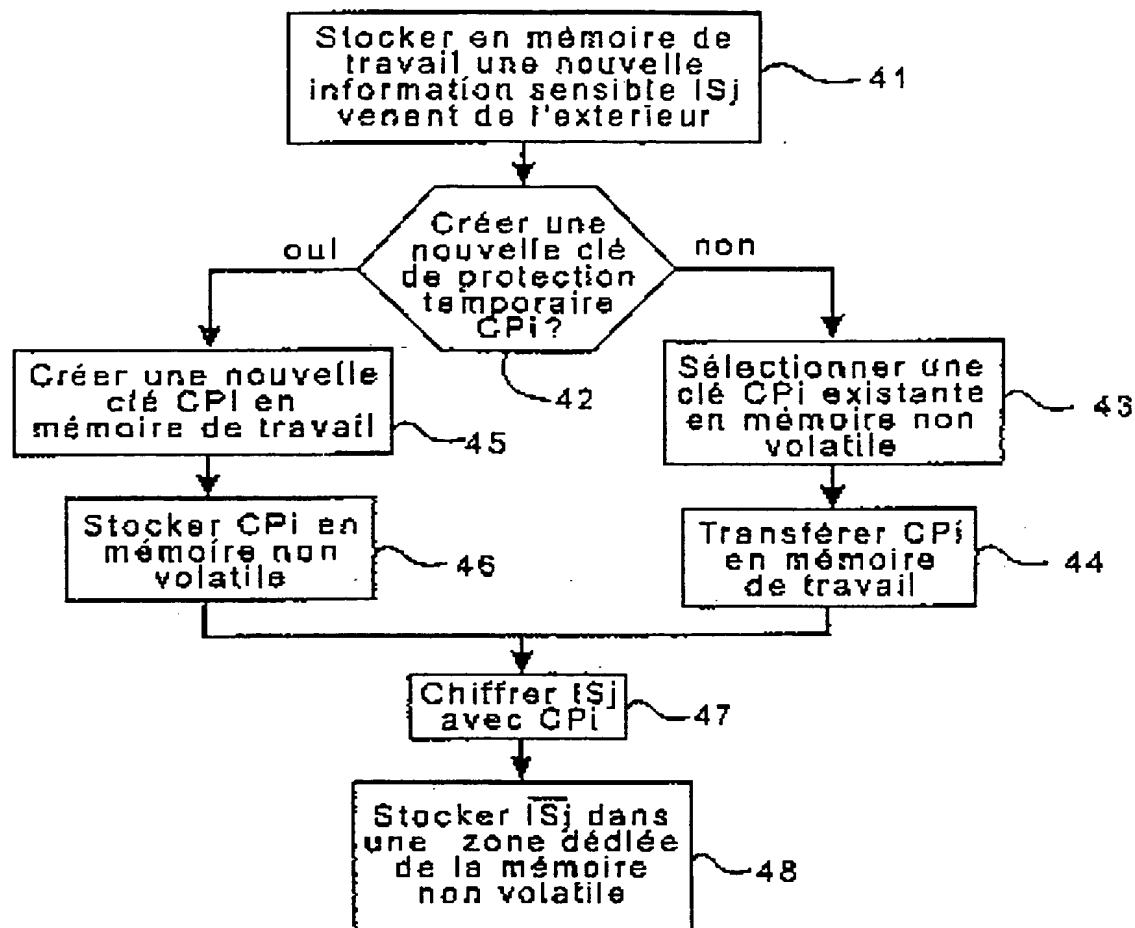 Stocker en mémoire de
travail une nouvelle
information sensible ISj
venant de l'exterieur
41
Créer une
nouvelle clé
de protection
temporaire
CPi?
oui
non
42
Créer une nouvelle
clé CPi en
mémoire de travail
45
Sélectionner une
clé CPi existante
en mémoire non
volatile
43
Stocker CPi en
mémoire non
volatile
46
Transférer CPi
en mémoire
de travail
44
Chiffrer ISj
avec CPi
47
Stocker I̅S̅j dans
une zone dédiée
de la mémoire
non volatile
48